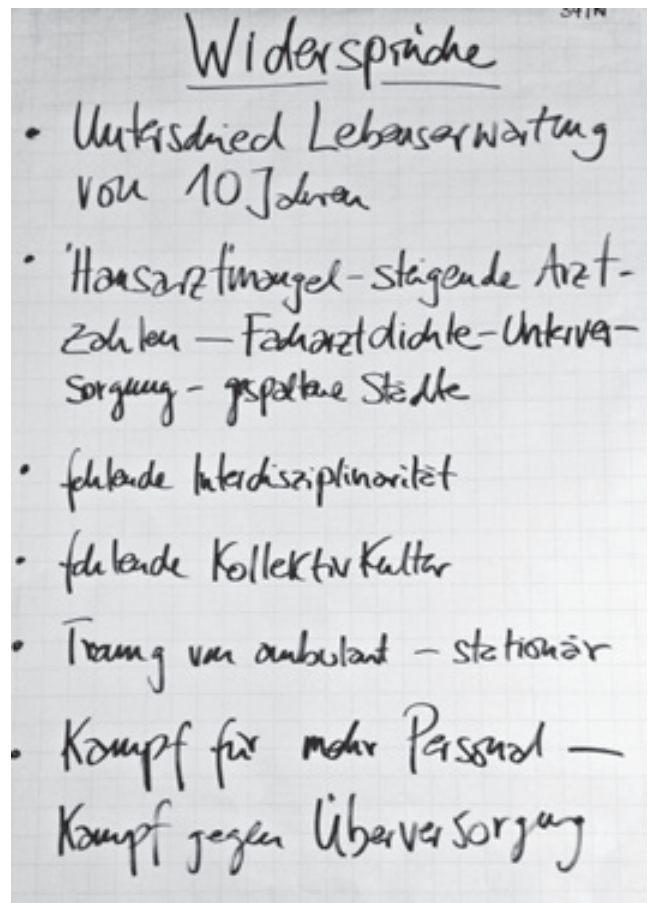 Widersprüche
• Unterschied Lebenserwartung
von 10 Jahren
• "Hausarztmangel - steigende Arzt-
Zahlen — Facharztdichte - Unterver-
sorgung - gespaltene Städte
• fehlende Interdisziplinarität
• fehlende Kollektivkultur
• Trennung von ambulant - stationär
• Kampf für mehr Personal —
Kampf gegen Überversorgung